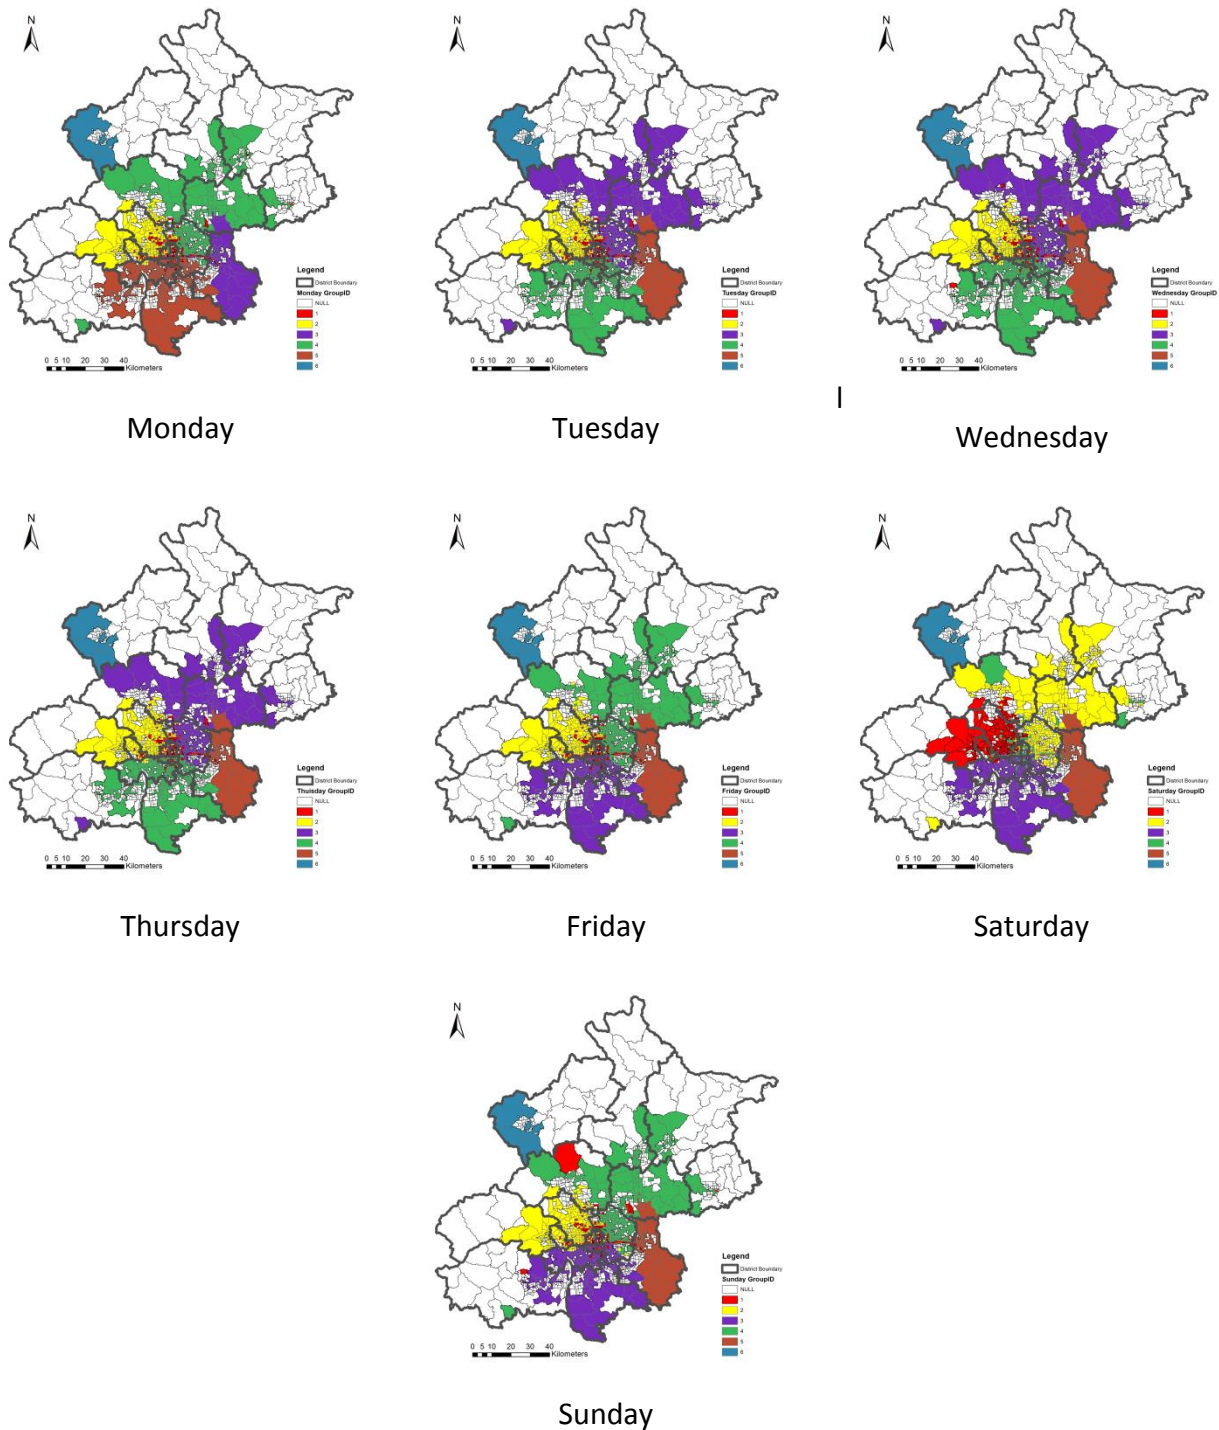 N
Legend
District Boundary
Monday GroupID
NULL
1
2
3
4
5
6
0 5 10 20 30 40
Kilometers
Monday
N
Legend
District Boundary
Tuesday GroupID
NULL
1
2
3
4
5
6
0 5 10 20 30 40
Kilometers
Tuesday
N
Legend
District Boundary
Wednesday GroupID
NULL
1
2
3
4
5
6
0 5 10 20 30 40
Kilometers
l
Wednesday
N
Legend
District Boundary
Thuisday GroupID
NULL
1
2
3
4
5
6
0 5 10 20 30 40
Kilometers
Thursday
N
Legend
District Boundary
Friday GroupID
NULL
1
2
3
4
5
6
0 5 10 20 30 40
Kilometers
Friday
N
Legend
District Boundary
Saturday GroupID
NULL
1
2
3
4
5
6
0 5 10 20 30 40
Kilometers
Saturday
N
Legend
District Boundary
Sunday GroupID
NULL
1
2
3
4
5
6
0 5 10 20 30 40
Kilometers
Sunday